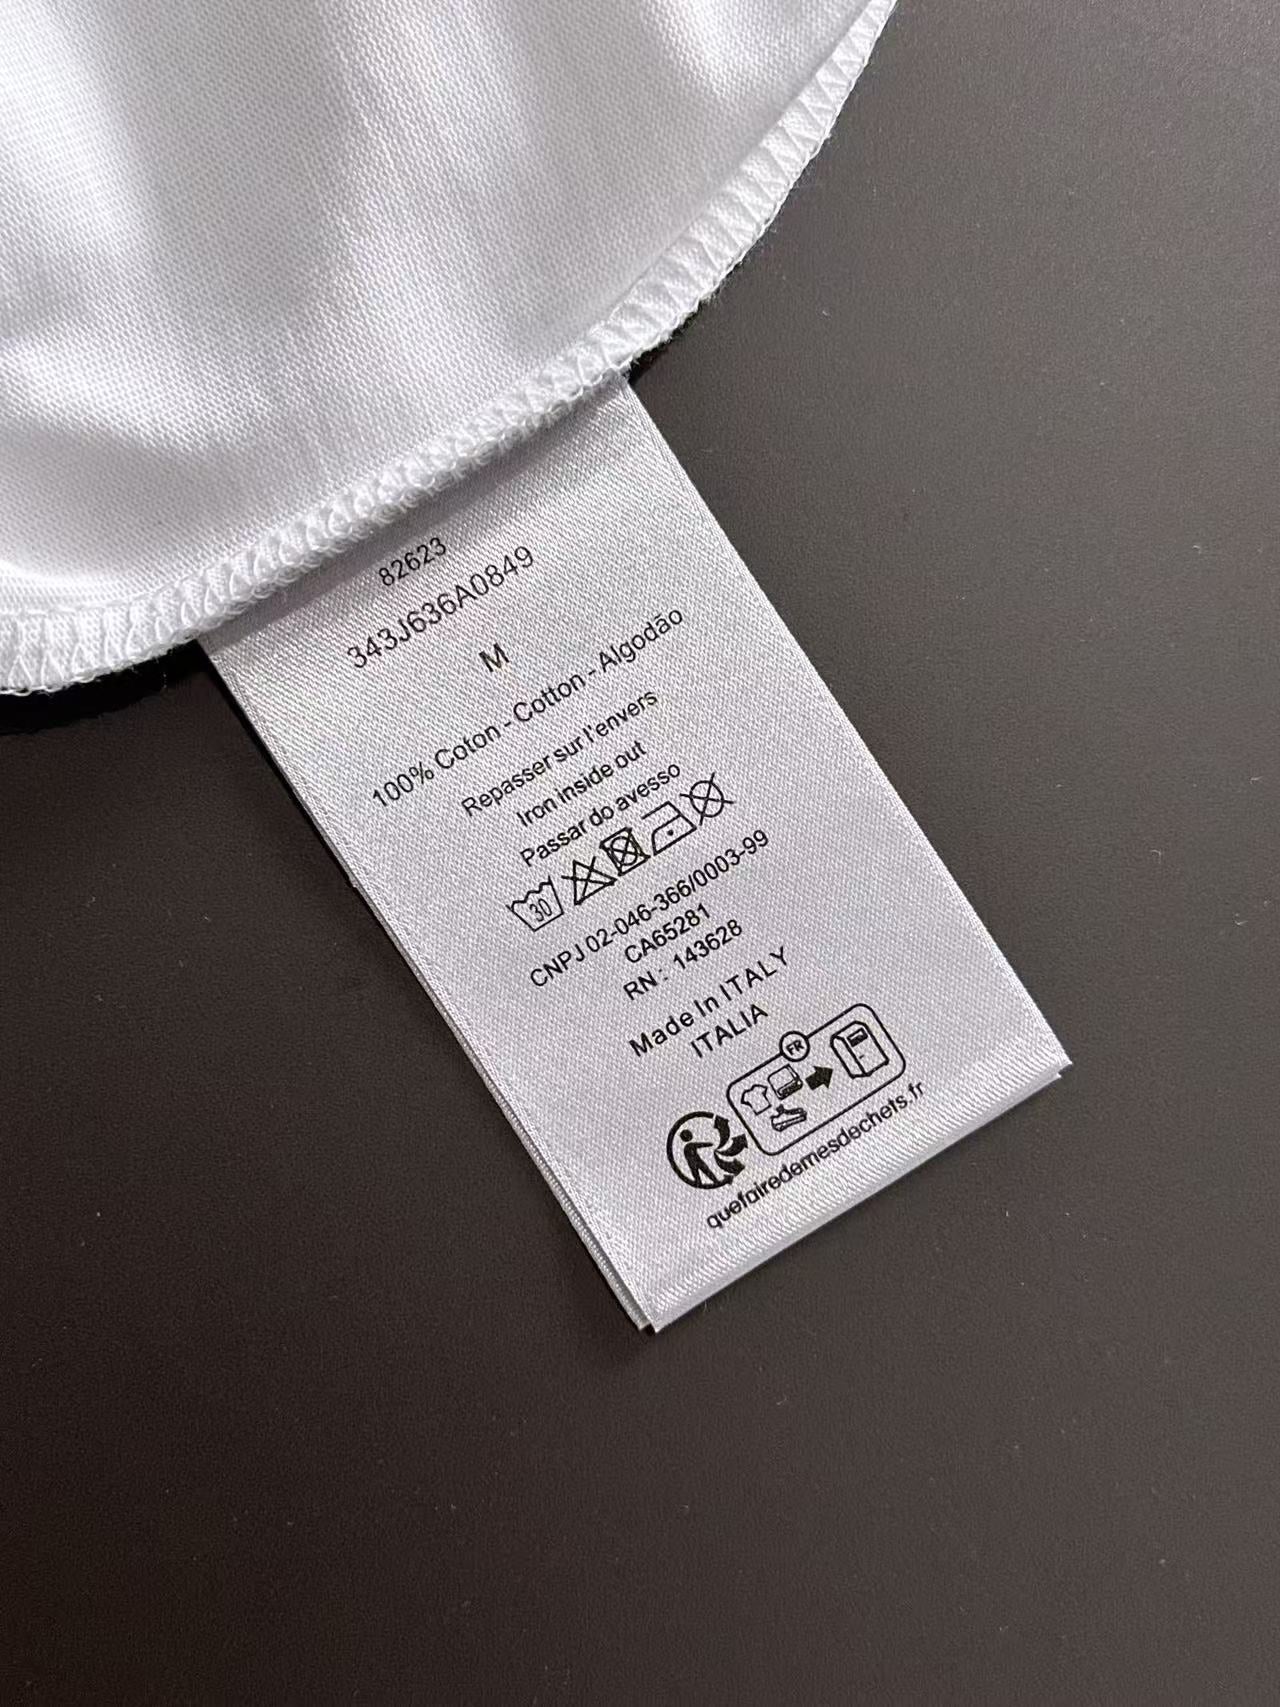 82623
343J636A0849
M
100% Coton - Cotton - Algodão
Repasser sur l'envers
Iron inside out
Passar do avesso
30
CNPJ 02-046-366/0003-99
CA65281
RN : 143628
Made In ITALY
ITALIA
FR
quefairedemesdechets.fr